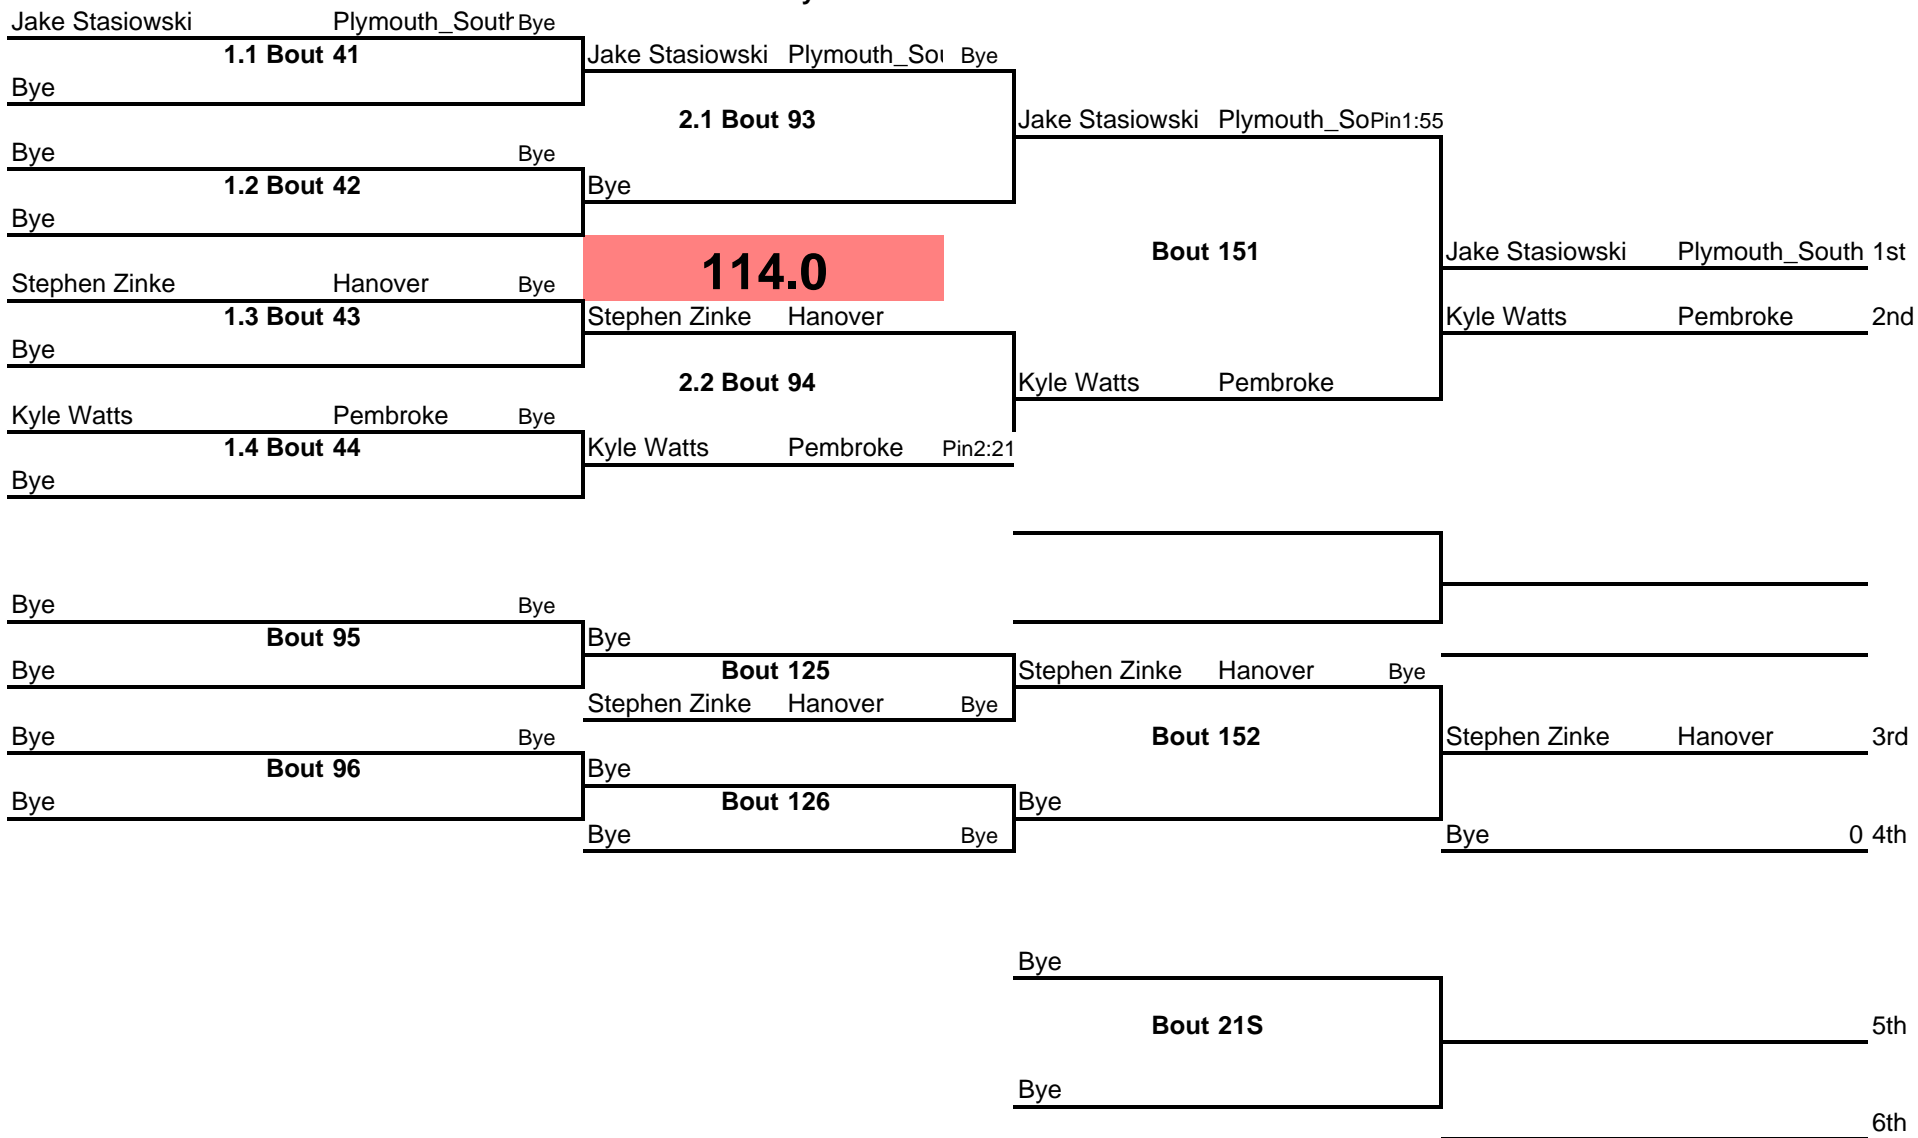 Jake Stasiowski Plymouth_South Bye
1.1 Bout 41
Jake Stasiowski Plymouth_Sou Bye
Bye
2.1 Bout 93
Jake Stasiowski Plymouth_So Pin1:55
Bye Bye
1.2 Bout 42
Bye
Bye
114.0
Bout 151
Jake Stasiowski Plymouth_South 1st
Stephen Zinke Hanover Bye
1.3 Bout 43
Stephen Zinke Hanover
Kyle Watts Pembroke 2nd
Bye
2.2 Bout 94
Kyle Watts Pembroke
Kyle Watts Pembroke Bye
1.4 Bout 44
Kyle Watts Pembroke Pin2:21
Bye
Bye Bye
Bout 95
Bye
Bye
Bout 125
Stephen Zinke Hanover Bye
Stephen Zinke Hanover Bye
Bye Bye
Bout 152
Stephen Zinke Hanover 3rd
Bout 96
Bye
Bye
Bout 126
Bye
Bye Bye
Bye 0 4th
Bye
Bout 21S
5th
Bye
6th